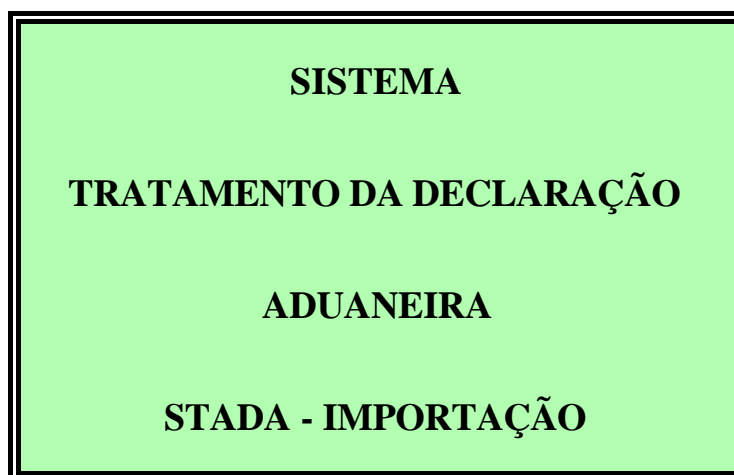 SISTEMA
TRATAMENTO DA DECLARAÇÃO
ADUANEIRA
STADA - IMPORTAÇÃO